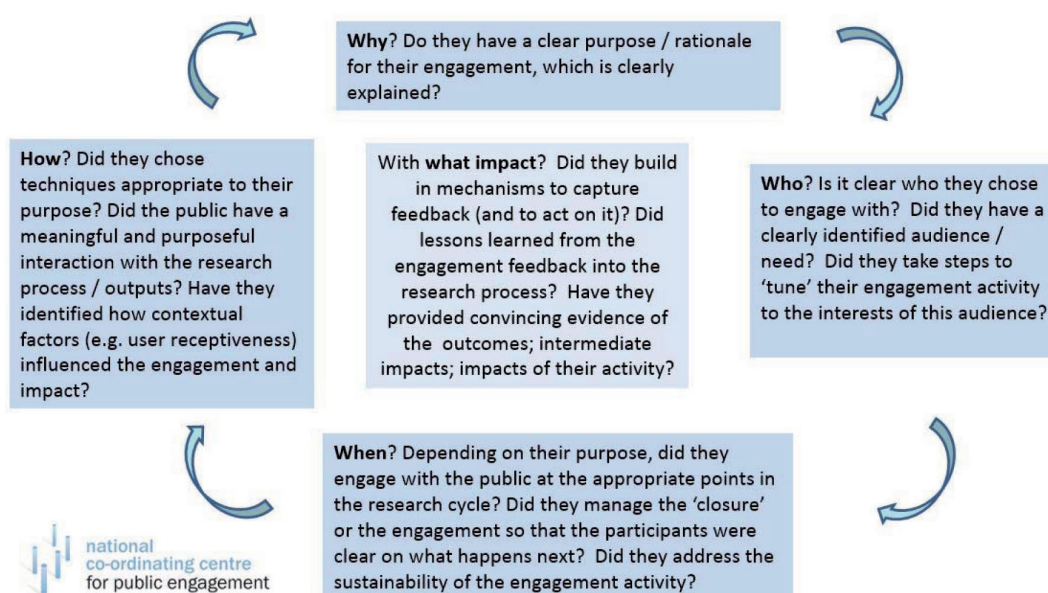 Why? Do they have a clear purpose / rationale
for their engagement, which is clearly
explained?
How? Did they chose
techniques appropriate to their
purpose? Did the public have a
meaningful and purposeful
interaction with the research
process / outputs? Have they
identified how contextual
factors (e.g. user receptiveness)
influenced the engagement and
impact?
With what impact? Did they build
in mechanisms to capture
feedback (and to act on it)? Did
lessons learned from the
engagement feedback into the
research process? Have they
provided convincing evidence of
the outcomes; intermediate
impacts; impacts of their activity?
Who? Is it clear who they chose
to engage with? Did they have a
clearly identified audience /
need? Did they take steps to
‘tune’ their engagement activity
to the interests of this audience?
When? Depending on their purpose, did they
engage with the public at the appropriate points in
the research cycle? Did they manage the ‘closure’
or the engagement so that the participants were
clear on what happens next? Did they address the
sustainability of the engagement activity?
national
co-ordinating centre
for public engagement